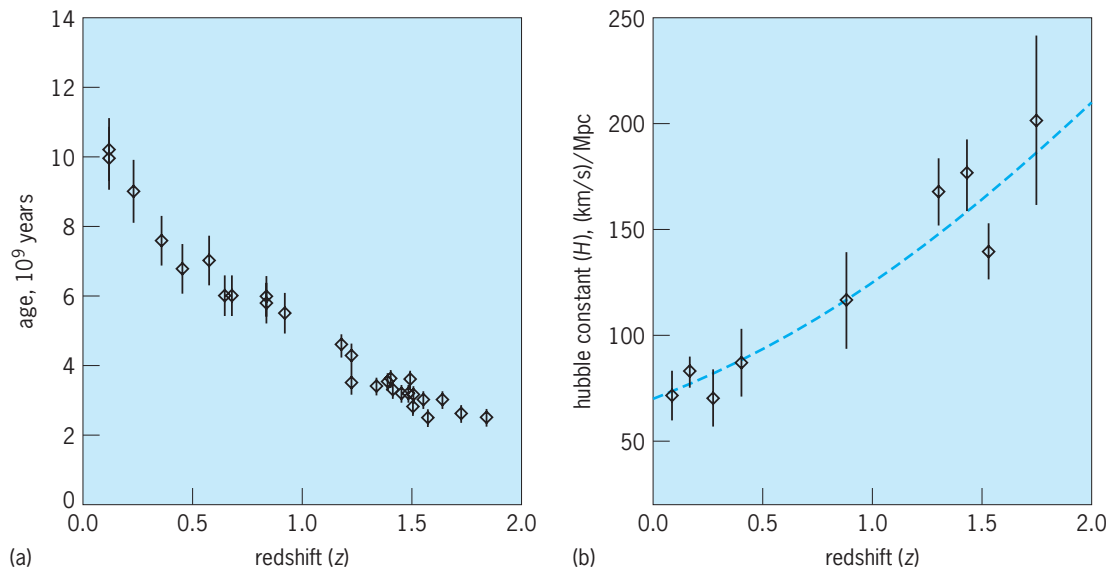 14
12
10
8
6
4
2
0
age, 10⁹ years
0.0 0.5 1.0 1.5 2.0
redshift (z)
(a)
250
200
150
100
50
hubble constant (H), (km/s)/Mpc
0.0 0.5 1.0 1.5 2.0
redshift (z)
(b)